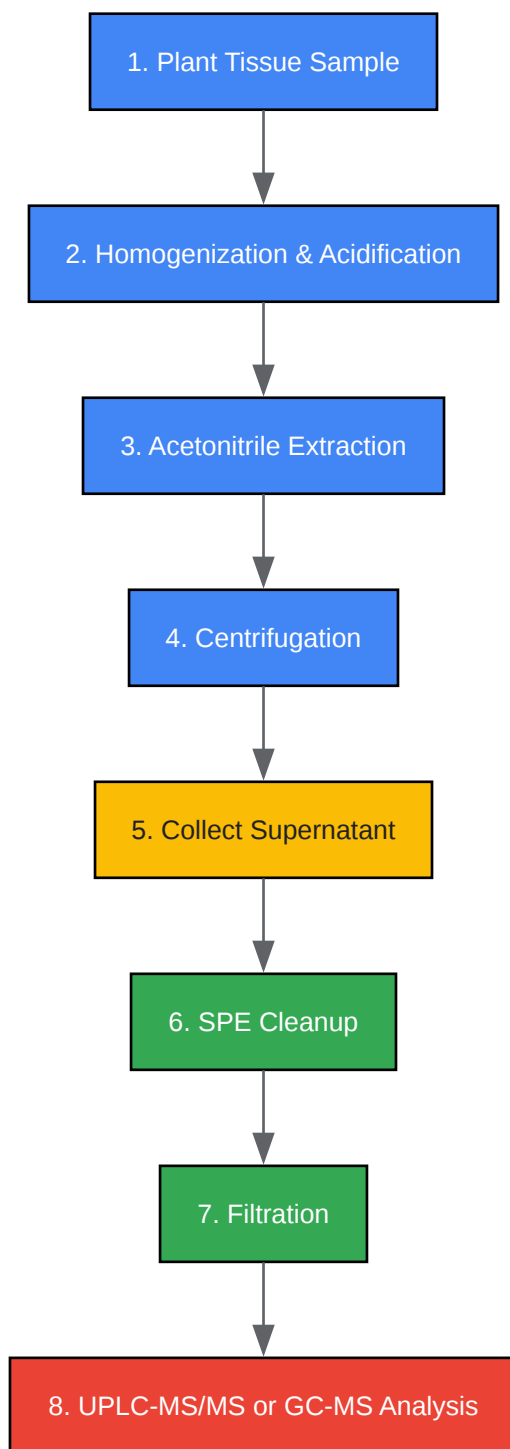 1. Plant Tissue Sample
2. Homogenization & Acidification
3. Acetonitrile Extraction
4. Centrifugation
5. Collect Supernatant
6. SPE Cleanup
7. Filtration
8. UPLC-MS/MS or GC-MS Analysis